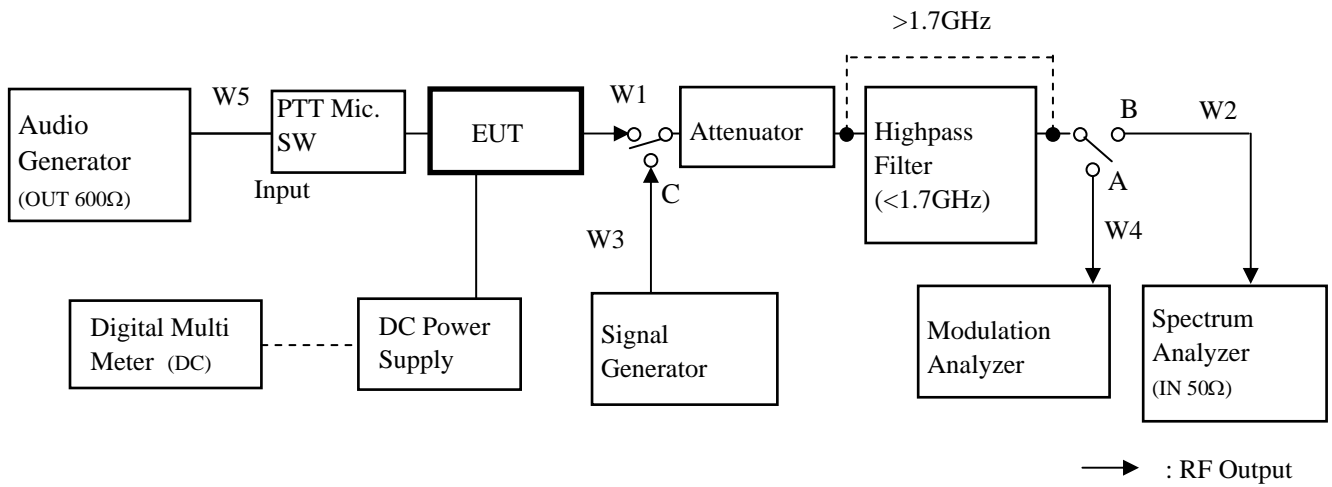 >1.7GHz
W5
PTT Mic.
SW
Input
Audio
Generator
(OUT 600Ω)
EUT
W1
C
W3
Attenuator
Highpass
Filter
(<1.7GHz)
B
A
W2
W4
Digital Multi
Meter (DC)
DC Power
Supply
Signal
Generator
Modulation
Analyzer
Spectrum
Analyzer
(IN 50Ω)
: RF Output